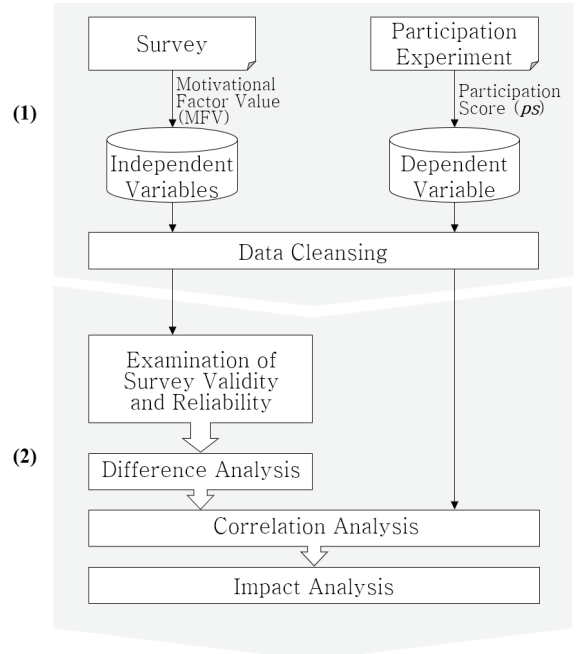 (1)
Survey
Participation
Experiment
Motivational
Factor Value
(MFV)
Participation
Score (ps)
Independent
Variables
Dependent
Variable
Data Cleansing
(2)
Examination of
Survey Validity
and Reliability
Difference Analysis
Correlation Analysis
Impact Analysis